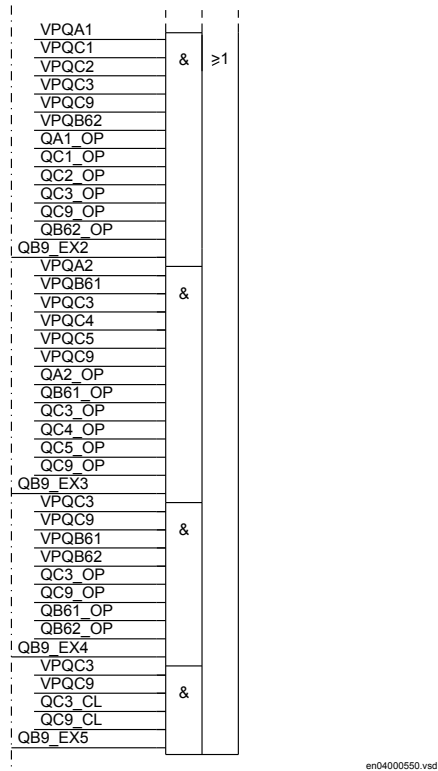 VPQA1
VPQC1
& ≥1
VPQC2
VPQC3
VPQC9
VPQB62
QA1_OP
QC1_OP
QC2_OP
QC3_OP
QC9_OP
QB62_OP
QB9_EX2
VPQA2
VPQB61
&
VPQC3
VPQC4
VPQC5
VPQC9
QA2_OP
QB61_OP
QC3_OP
QC4_OP
QC5_OP
QC9_OP
QB9_EX3
VPQC3
VPQC9
&
VPQB61
VPQB62
QC3_OP
QC9_OP
QB61_OP
QB62_OP
QB9_EX4
VPQC3
VPQC9
&
QC3_CL
QC9_CL
QB9_EX5
en04000550.vsd